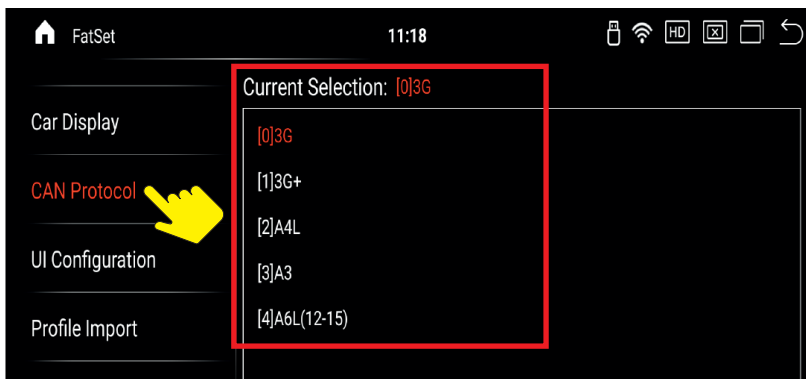 FatSet
11:18
HD
Current Selection: [0]3G
Car Display
CAN Protocol
UI Configuration
Profile Import
[0]3G
[1]3G+
[2]A4L
[3]A3
[4]A6L(12-15)